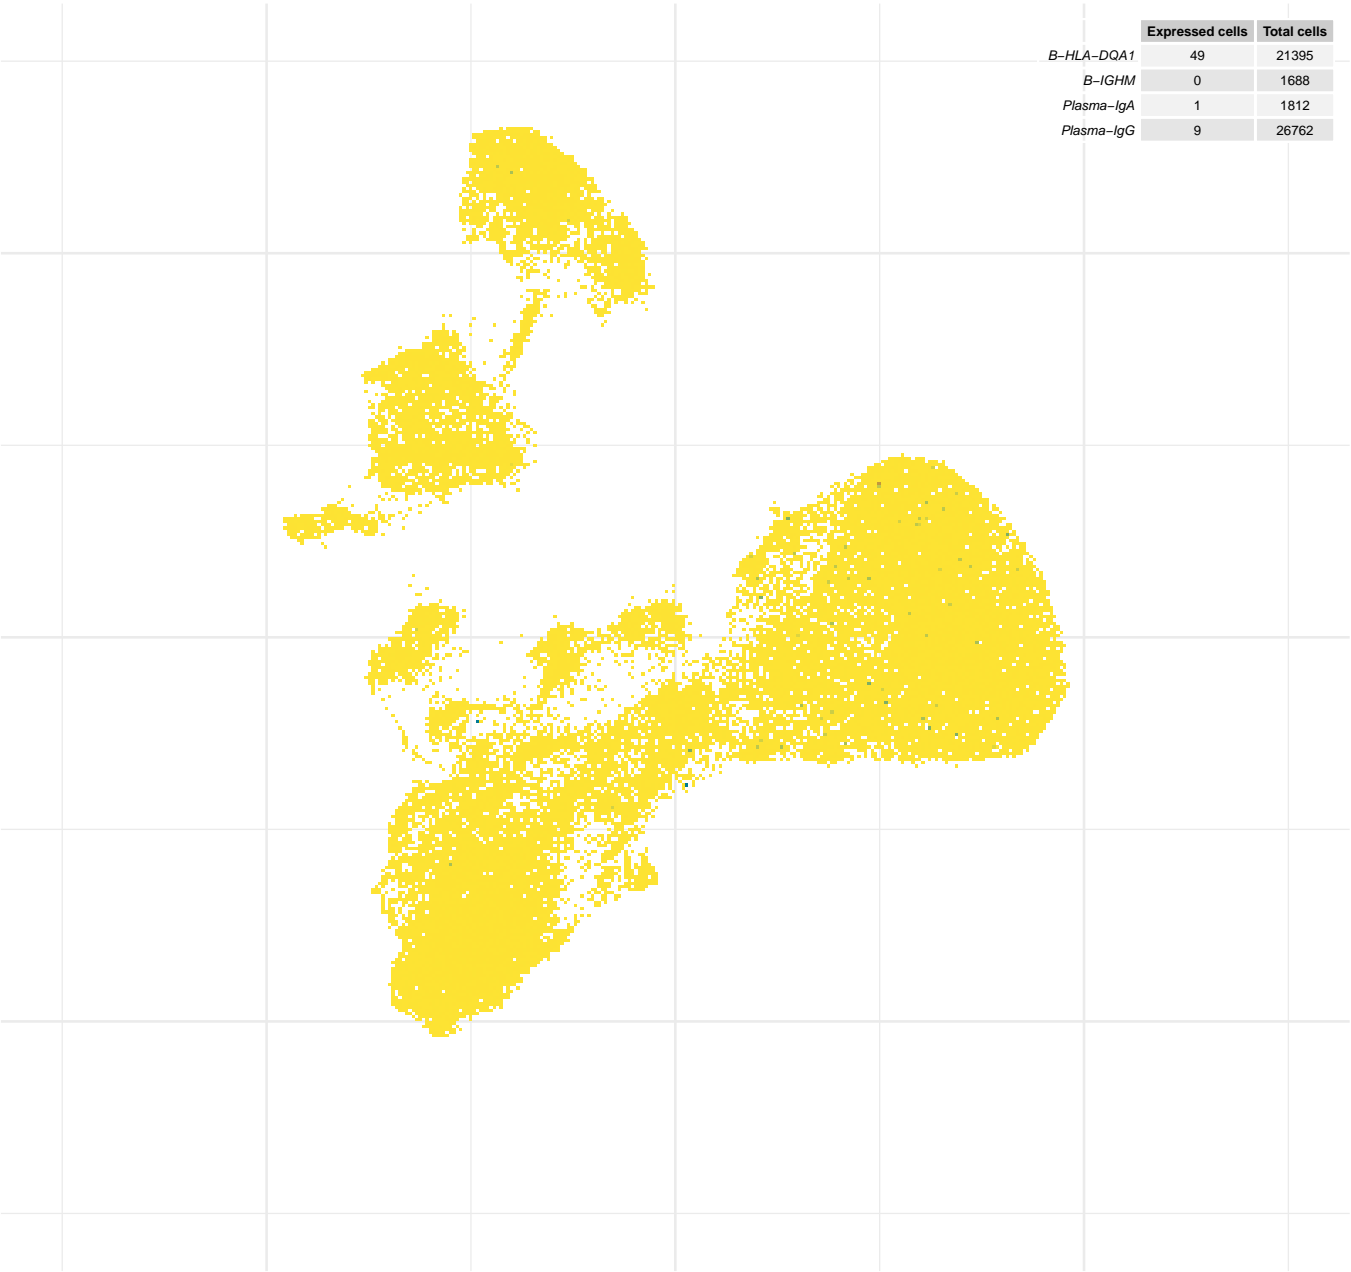 Expressed cells Total cells
B−HLA−DQA1 49 21395
B−IGHM 0 1688
Plasma−IgA 1 1812
Plasma−IgG 9 26762